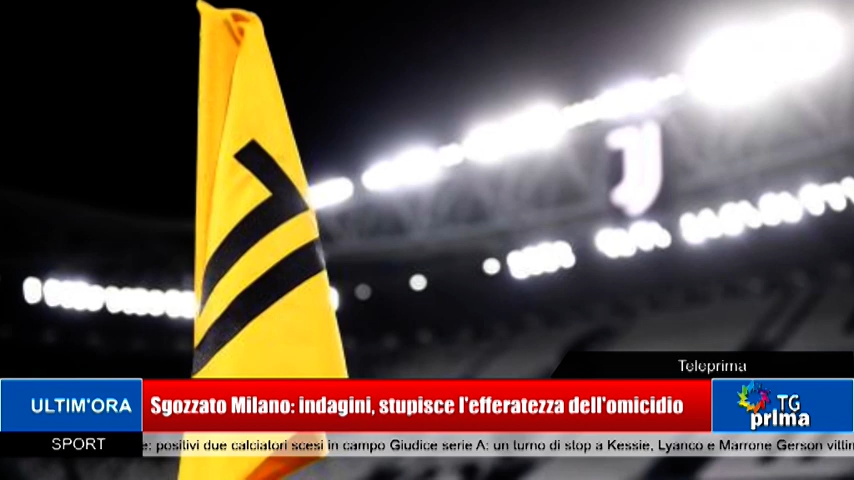 Teleprima
ULTIM'ORA
Sgozzato Milano: indagini, stupisce l'efferatezza dell'omicidio
TG
prima
SPORT
e: positivi due calciatori scesi in campo Giudice serie A: un turno di stop a Kessie, Lyanco e Marrone Gerson vittin